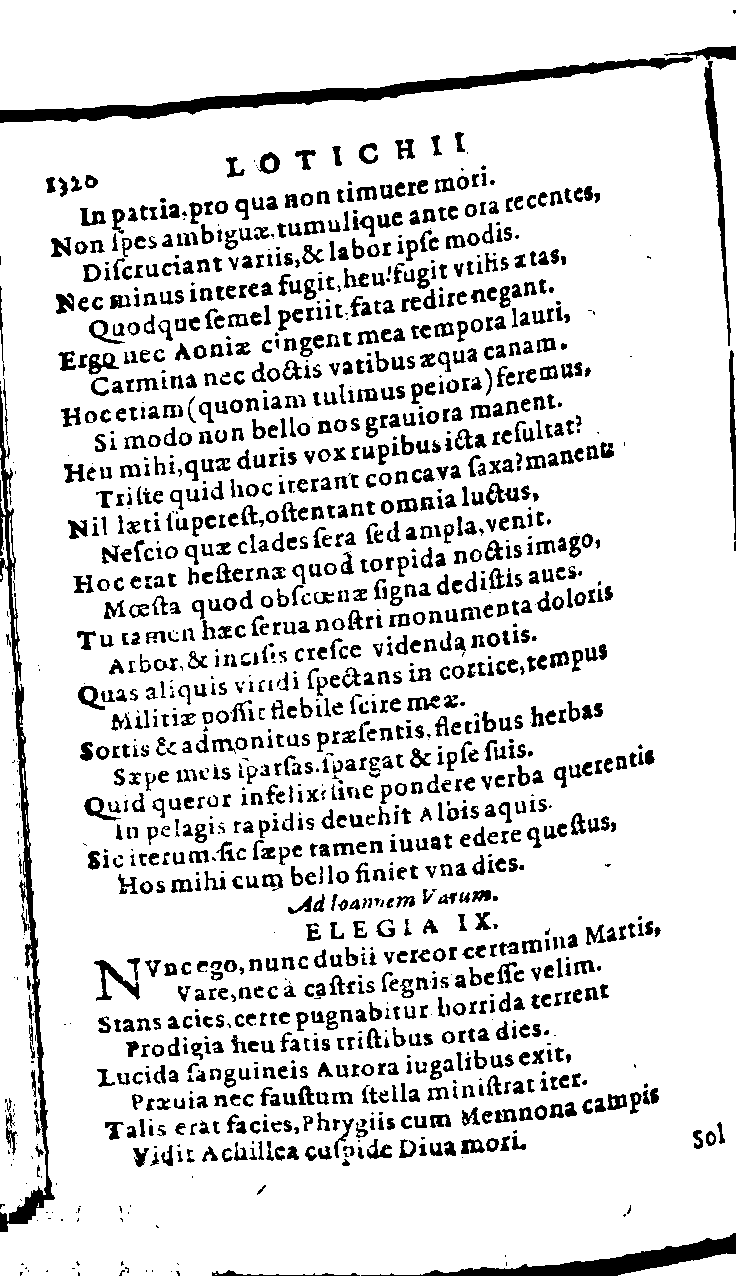 1320 LOTICHII
In patria, pro qua non timuere mori.
Non ſpes ambiguæ, tumulique ante ora recentes,
Diſcruciant variis, & labor ipſe modis.
Nec minus interea fugit, heu! fugit vtilis ætas,
Quodque ſemel periit, fata redire negant.
Ergo nec Aoniæ cingent mea tempora lauri,
Carmina nec doctis vatibus æqua canam.
Hoc etiam (quoniam tulimus peiora) feremus,
Si modo non bello nos grauiora manent.
Heu mihi, quæ duris vox rupibus icta reſultat?
Triſte quid hoc iterant concava ſaxa? manent:
Nil læti ſupereſt, oſtentant omnia luctus,
Neſcio quæ clades ſera ſed ampla, venit.
Hoc erat heſternæ quod torpida noctis imago,
Mœſta quod obſcœnæ ſigna dediſtis aues.
Tu tamen hæc ſerua noſtri monumenta doloris
Arbor, & inciſis creſce videnda notis.
Quas aliquis viridi ſpectans in cortice, tempus
Militiæ poſſit flebile ſcire meæ.
Sortis & admonitus præſentis, fletibus herbas
Sæpe meis ſparſas, ſpargat & ipſe ſuis.
Quid queror infelix? ſine pondere verba querentis
In pelagis rapidis deuehit Albis aquis.
Sic iterum, ſic ſæpe tamen iuuat edere queſtus,
Hos mihi cum bello finiet vna dies.
Ad Ioannem Varum.
ELEGIA IX.
NVnc ego, nunc dubii vereor certamina Martis,
Vare, nec à caſtris ſegnis abeſſe velim.
Stans acies, certe pugnabitur horrida terrent
Prodigia heu fatis triſtibus orta dies.
Lucida ſanguineis Aurora iugalibus exit,
Præuia nec fauſtum ſtella miniſtrat iter.
Talis erat facies, Phrygiis cum Memnona campis
Vidit Achillea cuſpide Diua mori.
Sol